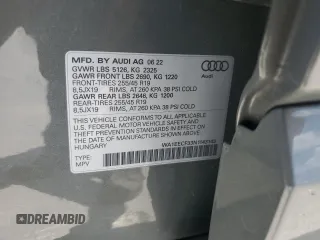 MFD. BY AUDI AG 06 22
GVWR LBS 5126, KG 2325
GAWR FRONT LBS 2690, KG 1220
FRONT-TIRES 255/45 R19
8,5JX19 RIMS, AT 260 KPA 38 PSI COLD
GAWR REAR LBS 2646, KG 1200
REAR-TIRES 255/45 R19
8,5JX19 RIMS, AT 260 KPA 38 PSI COLD
Audi
THIS VEHICLE CONFORMS TO ALL APPLICABLE
U.S. FEDERAL MOTOR VEHICLE SAFETY
BUMPER AND THEFT PREVENTION STANDARDS
IN EFFECT ON THE DATE OF
MANUFACTURE SHOWN ABOVE.
HUNGARY
TYPE:
MPV
DREAMBID